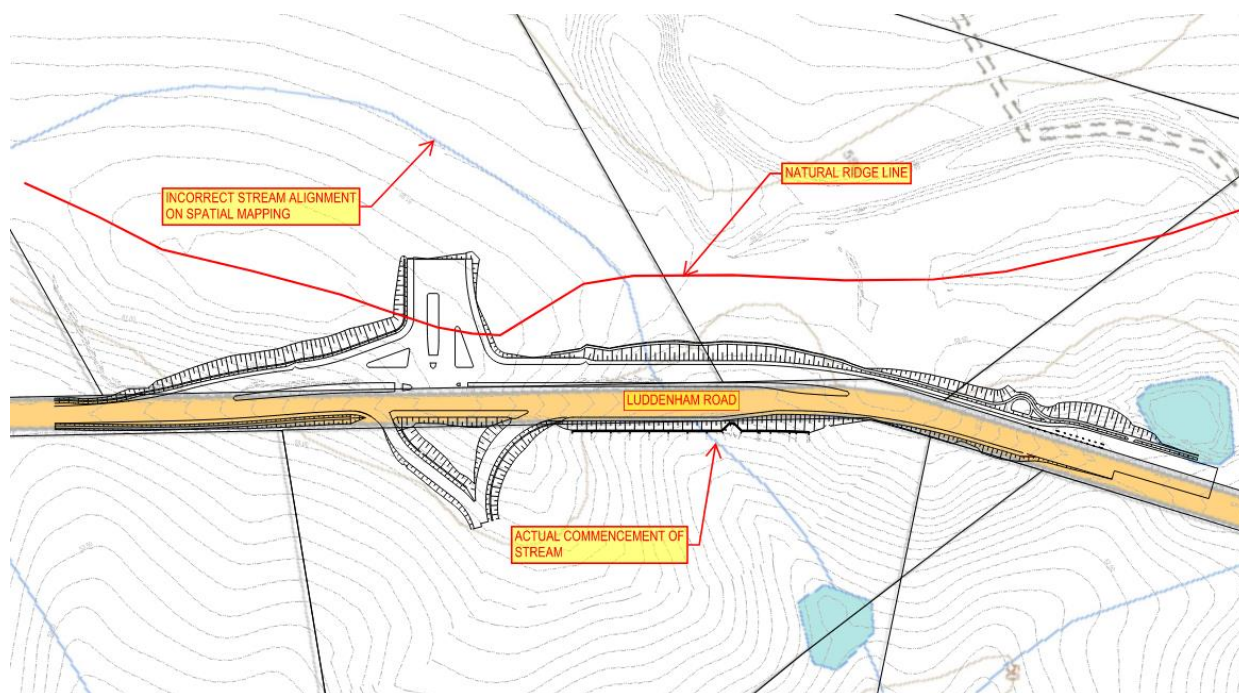 NATURAL RIDGE LINE
INCORRECT STREAM ALIGNMENT
ON SPATIAL MAPPING
LUDDENHAM ROAD
ACTUAL COMMENCEMENT OF
STREAM